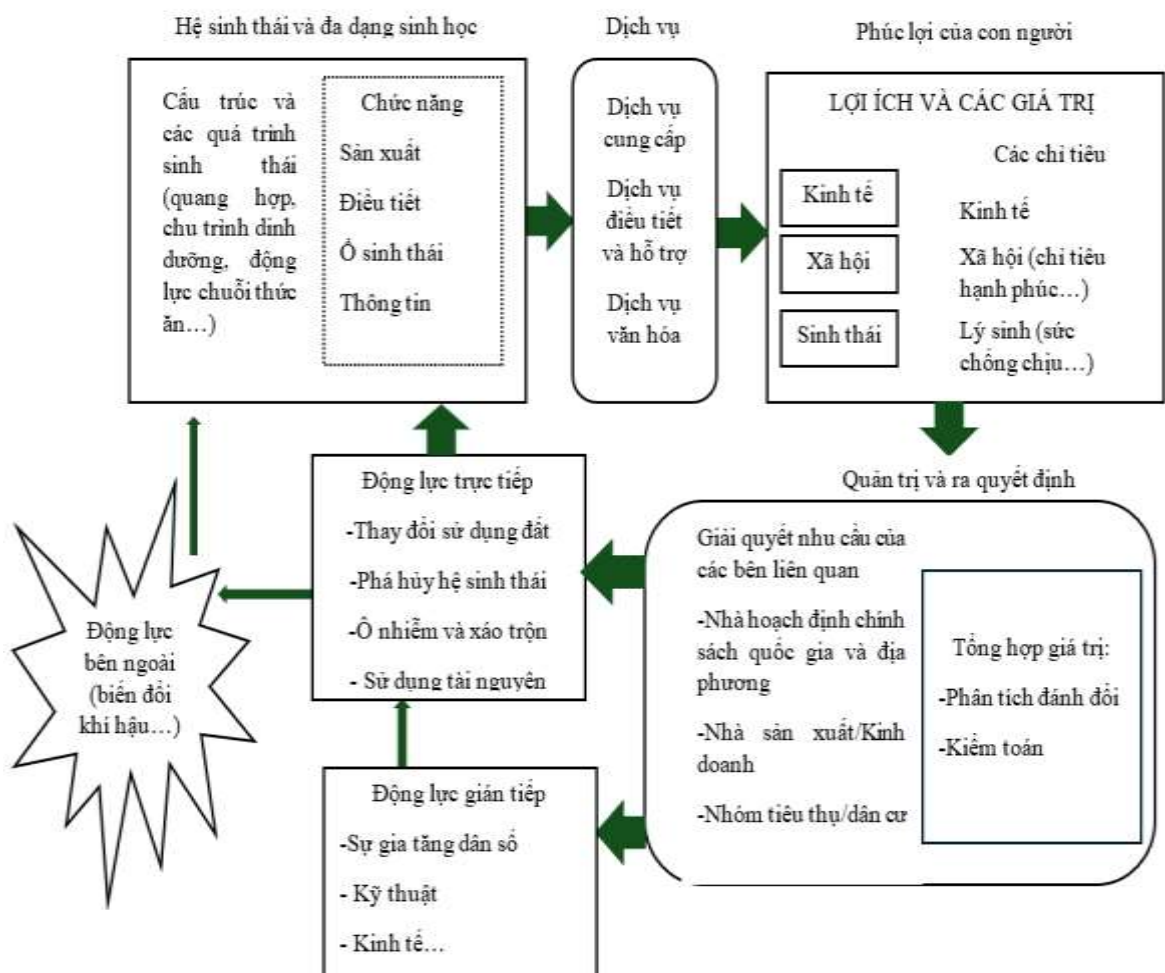 Hệ sinh thái và đa dạng sinh học
Cấu trúc và
các quá trình
sinh thái
(quang hợp,
chu trình dinh
dưỡng, động
lực chuỗi thức
ăn…)
Chức năng
Sản xuất
Điều tiết
Ổ sinh thái
Thông tin
Dịch vụ
Dịch vụ
cung cấp
Dịch vụ
điều tiết
và hỗ trợ
Dịch vụ
văn hóa
Phúc lợi của con người
LỢI ÍCH VÀ CÁC GIÁ TRỊ
Các chỉ tiêu
Kinh tế
Kinh tế
Xã hội
Xã hội (chỉ tiêu
hạnh phúc…)
Sinh thái
Lý sinh (sức
chống chịu…)
Quản trị và ra quyết định
Giải quyết nhu cầu của
các bên liên quan
-Nhà hoạch định chính
sách quốc gia và địa
phương
-Nhà sản xuất/Kinh
doanh
-Nhóm tiêu thụ/dân cư
Tổng hợp giá trị:
-Phân tích đánh đổi
-Kiểm toán
Động lực trực tiếp
-Thay đổi sử dụng đất
-Phá hủy hệ sinh thái
-Ô nhiễm và xáo trộn
- Sử dụng tài nguyên
Động lực
bên ngoài
(biến đổi
khí hậu…)
Động lực gián tiếp
-Sự gia tăng dân số
- Kỹ thuật
- Kinh tế…